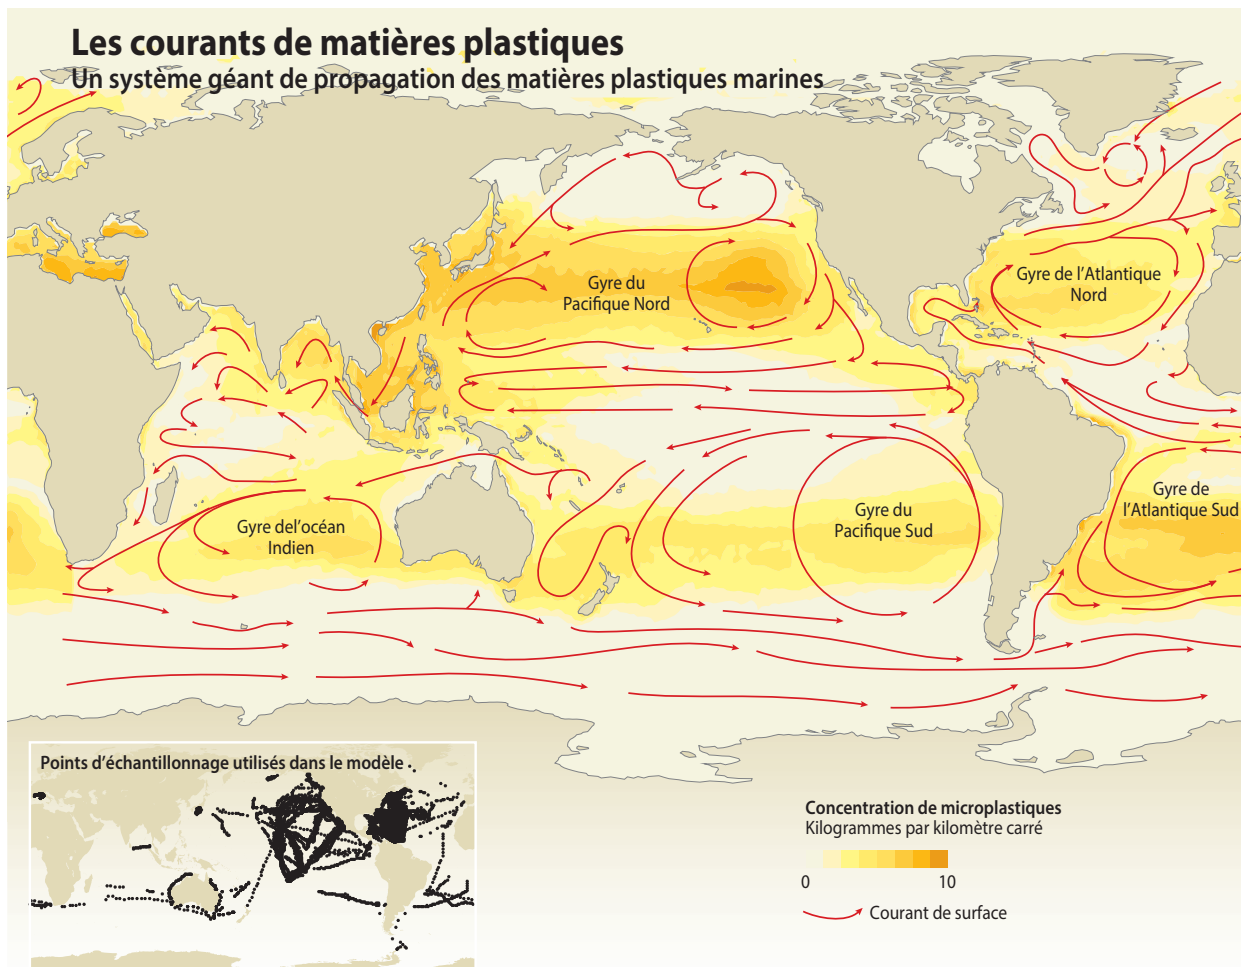 Les courants de matières plastiques
Un système géant de propagation des matières plastiques marines
Gyre du
Pacifique Nord
Gyre de l'Atlantique
Nord
Gyre del'océan
Indien
Gyre du
Pacifique Sud
Gyre de
l'Atlantique Sud
Points d'échantillonnage utilisés dans le modèle
Concentration de microplastiques
Kilogrammes par kilomètre carré
0
10
Courant de surface